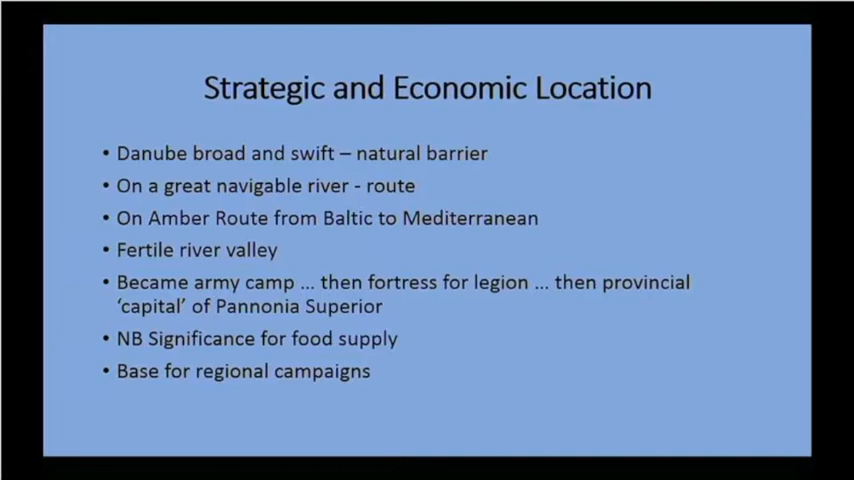 Strategic and Economic Location
• Danube broad and swift – natural barrier
• On a great navigable river - route
• On Amber Route from Baltic to Mediterranean
• Fertile river valley
• Became army camp ... then fortress for legion ... then provincial
‘capital’ of Pannonia Superior
• NB Significance for food supply
• Base for regional campaigns